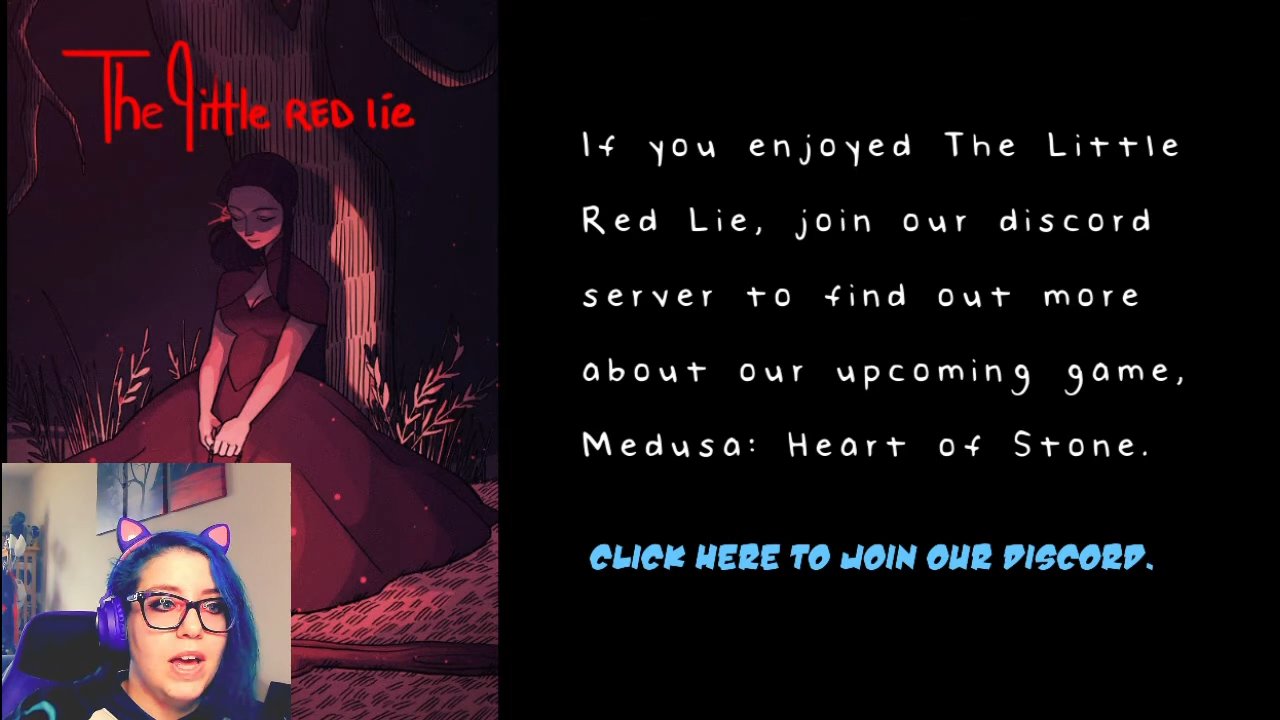 The little RED lie
If you enjoyed The Little
Red Lie, join our discord
server to find out more
about our upcoming game,
Medusa: Heart of Stone.
CLICK HERE TO JOIN OUR DISCORD.